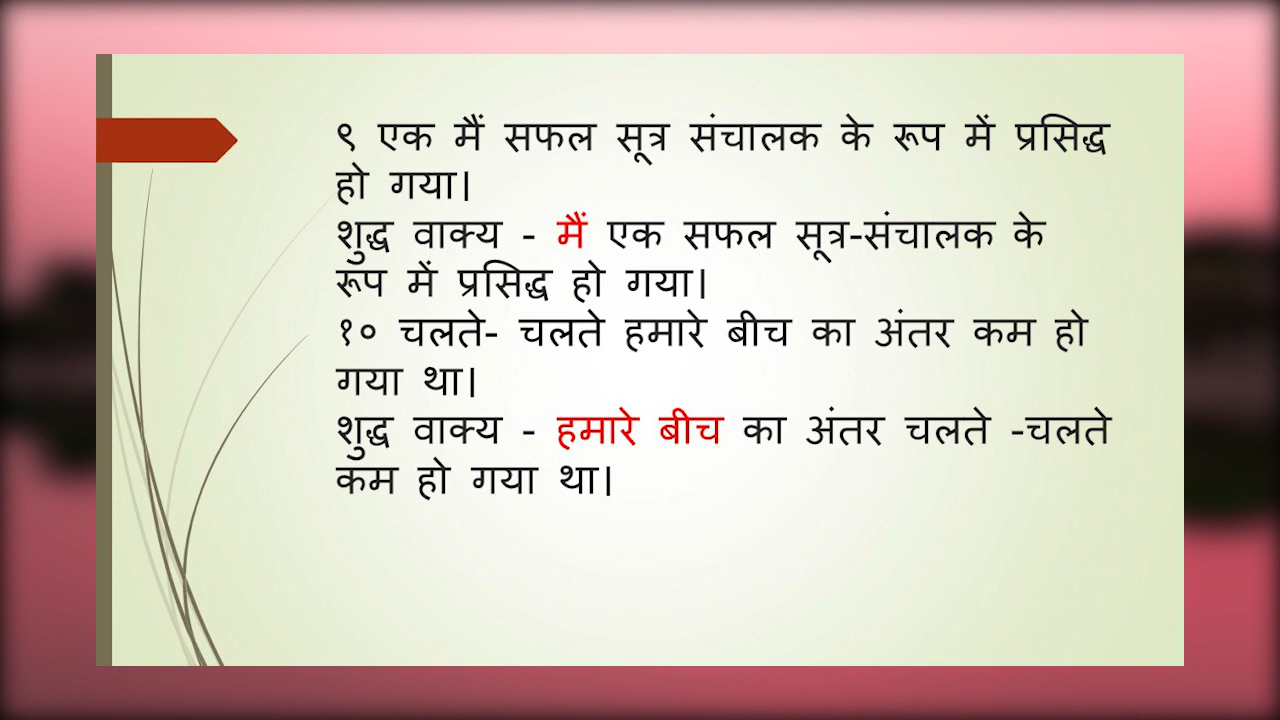 ९ एक मैं सफल सूत्र संचालक के रूप में प्रसिद्ध
हो गया।
शुद्ध वाक्य - मैं एक सफल सूत्र-संचालक के
रूप में प्रसिद्ध हो गया।
१० चलते- चलते हमारे बीच का अंतर कम हो
गया था।
शुद्ध वाक्य - हमारे बीच का अंतर चलते -चलते
कम हो गया था।